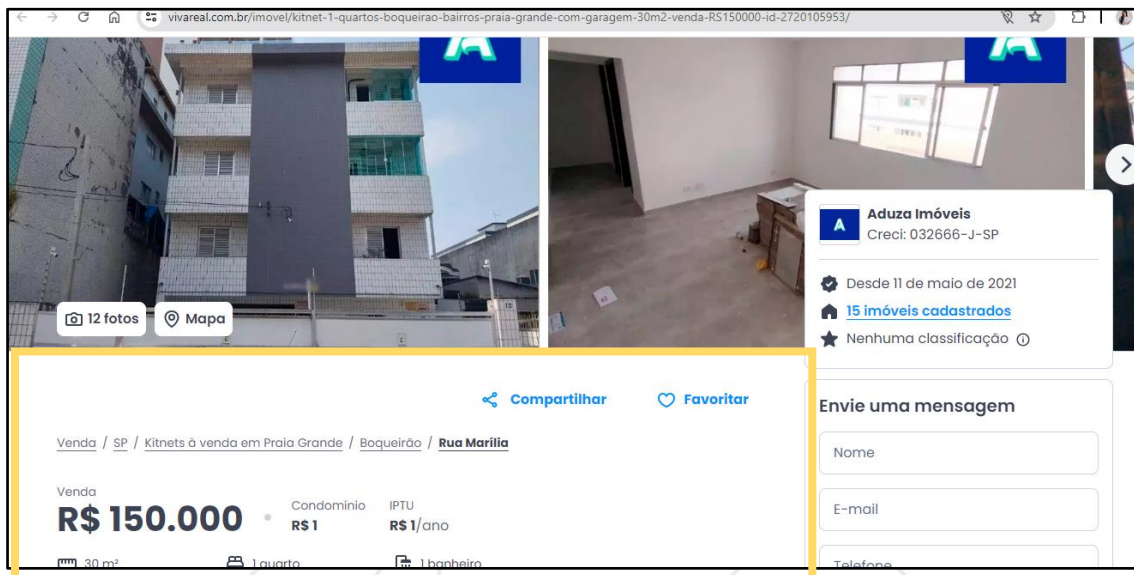 vivareal.com.br/imovel/kitnet-1-quartos-boqueirao-bairros-praia-grande-com-garagem-30m2-venda-RS150000-id-2720105953/
12 fotos
Mapa
A
Aduza Imóveis
Creci: 032666-J-SP
Desde 11 de maio de 2021
15 imóveis cadastrados
Nenhuma classificação
Compartilhar
Favoritar
Venda / SP / Kitnets à venda em Praia Grande / Boqueirão / Rua Marília
Venda
R$ 150.000
Condomínio
R$ 1
IPTU
R$ 1/ano
30 m²
1 quarto
1 banheiro
Envie uma mensagem
Nome
E-mail
Telefone